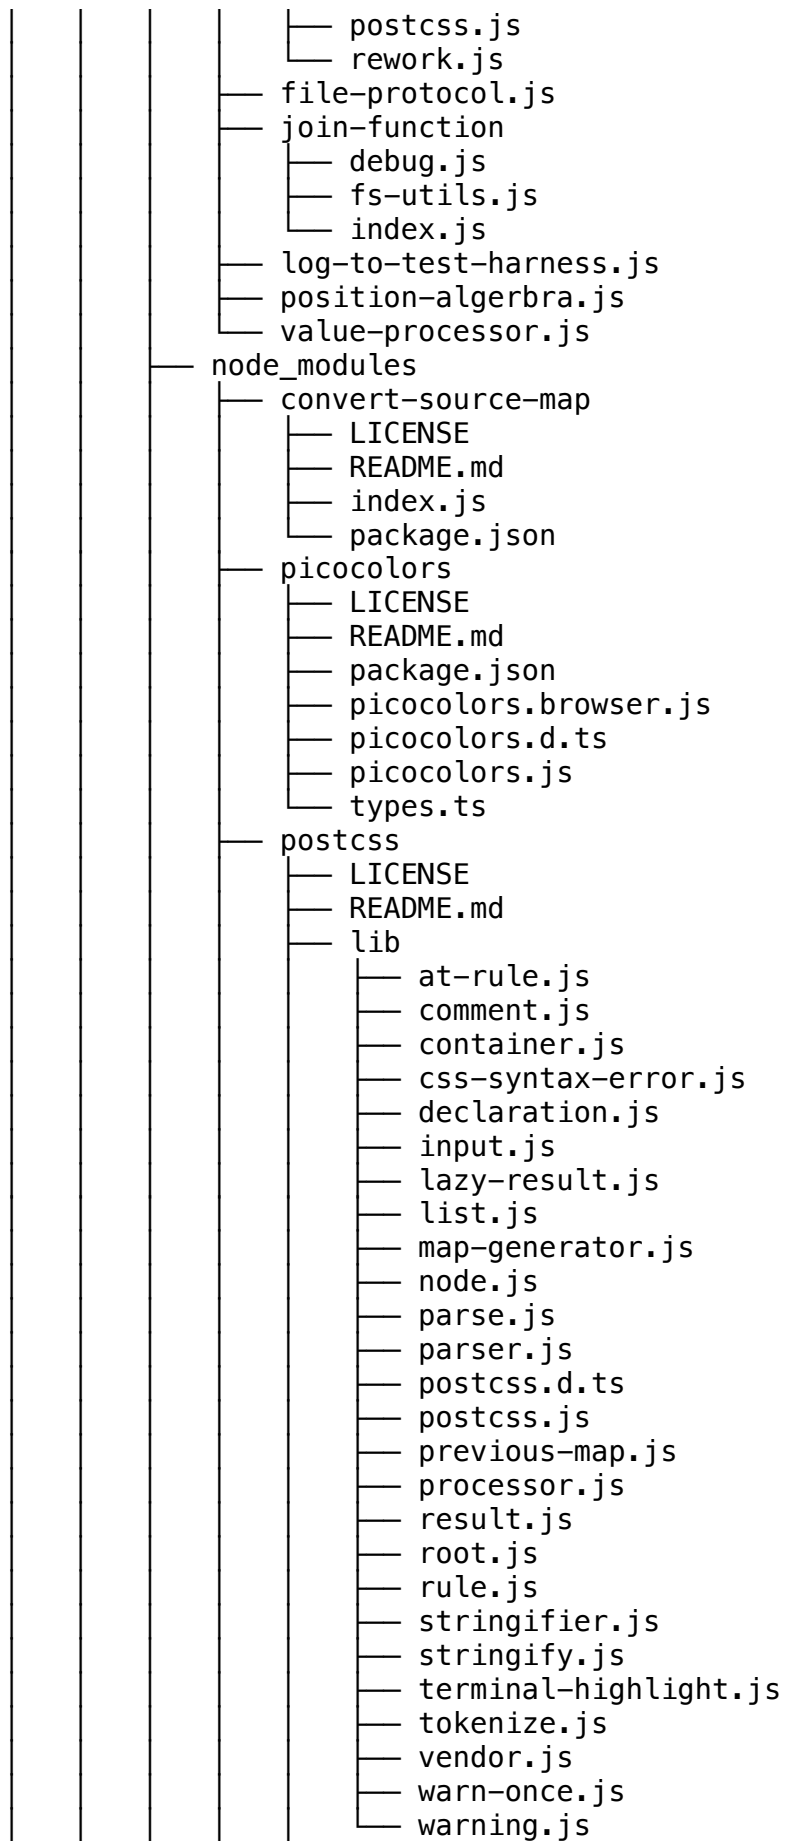 │   │   │   │   ├── postcss.js
│   │   │   │   └── rework.js
│   │   │   ├── file-protocol.js
│   │   │   ├── join-function
│   │   │   │   ├── debug.js
│   │   │   │   ├── fs-utils.js
│   │   │   │   └── index.js
│   │   │   ├── log-to-test-harness.js
│   │   │   ├── position-algerbra.js
│   │   │   └── value-processor.js
│   │   ├── node_modules
│   │   │   ├── convert-source-map
│   │   │   │   ├── LICENSE
│   │   │   │   ├── README.md
│   │   │   │   ├── index.js
│   │   │   │   └── package.json
│   │   │   ├── picocolors
│   │   │   │   ├── LICENSE
│   │   │   │   ├── README.md
│   │   │   │   ├── package.json
│   │   │   │   ├── picocolors.browser.js
│   │   │   │   ├── picocolors.d.ts
│   │   │   │   ├── picocolors.js
│   │   │   │   └── types.ts
│   │   │   ├── postcss
│   │   │   │   ├── LICENSE
│   │   │   │   ├── README.md
│   │   │   │   ├── lib
│   │   │   │   │   ├── at-rule.js
│   │   │   │   │   ├── comment.js
│   │   │   │   │   ├── container.js
│   │   │   │   │   ├── css-syntax-error.js
│   │   │   │   │   ├── declaration.js
│   │   │   │   │   ├── input.js
│   │   │   │   │   ├── lazy-result.js
│   │   │   │   │   ├── list.js
│   │   │   │   │   ├── map-generator.js
│   │   │   │   │   ├── node.js
│   │   │   │   │   ├── parse.js
│   │   │   │   │   ├── parser.js
│   │   │   │   │   ├── postcss.d.ts
│   │   │   │   │   ├── postcss.js
│   │   │   │   │   ├── previous-map.js
│   │   │   │   │   ├── processor.js
│   │   │   │   │   ├── result.js
│   │   │   │   │   ├── root.js
│   │   │   │   │   ├── rule.js
│   │   │   │   │   ├── stringifier.js
│   │   │   │   │   ├── stringify.js
│   │   │   │   │   ├── terminal-highlight.js
│   │   │   │   │   ├── tokenize.js
│   │   │   │   │   ├── vendor.js
│   │   │   │   │   ├── warn-once.js
│   │   │   │   │   └── warning.js